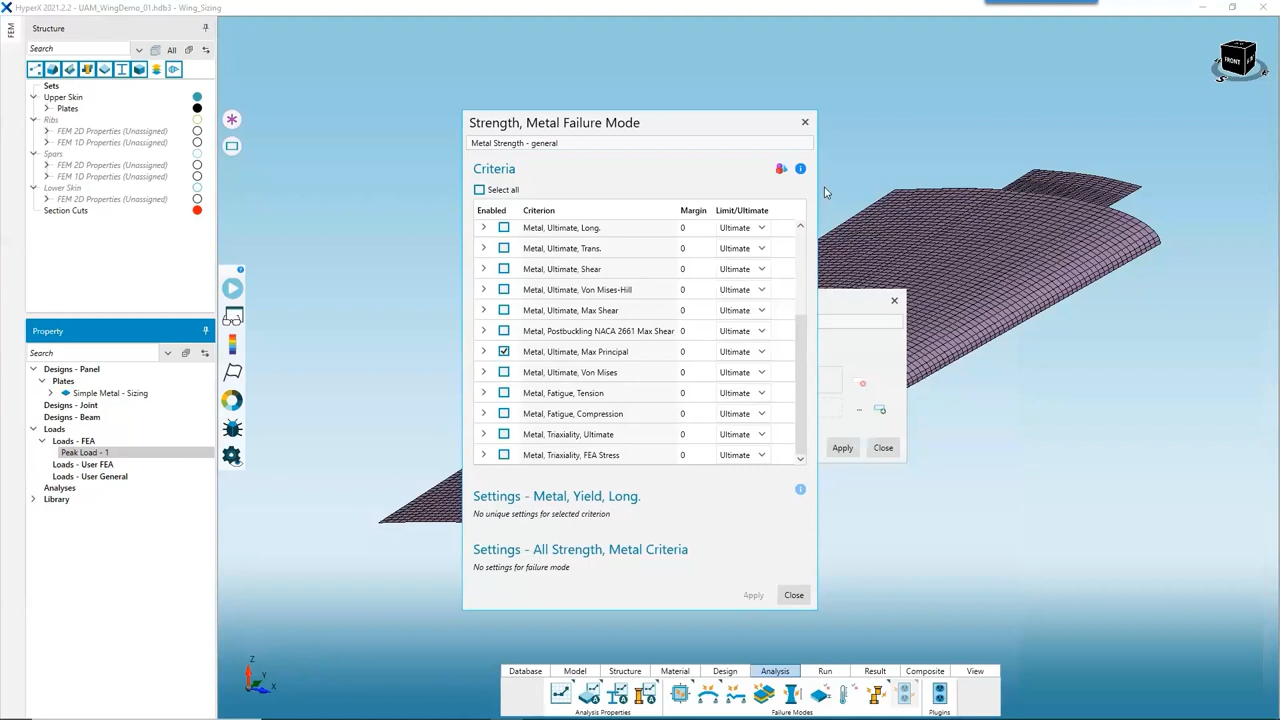 HyperX 2021.2.2 - UAM_WingDemo_01.hdb3 - Wing_Sizing
FEM
Structure
Search
All
Sets
Upper Skin
Plates
Ribs
FEM 2D Properties (Unassigned)
FEM 1D Properties (Unassigned)
Spars
FEM 2D Properties (Unassigned)
FEM 1D Properties (Unassigned)
Lower Skin
FEM 2D Properties (Unassigned)
Section Cuts
Property
Search
Designs - Panel
Plates
Simple Metal - Sizing
Designs - Joint
Designs - Beam
Loads
Loads - FEA
Peak Load - 1
Loads - User FEA
Loads - User General
Analyses
Library
Strength, Metal Failure Mode
Metal Strength - general
Criteria
Select all
Enabled Criterion Margin Limit/Ultimate
Metal, Ultimate, Long. 0 Ultimate
Metal, Ultimate, Trans. 0 Ultimate
Metal, Ultimate, Shear 0 Ultimate
Metal, Ultimate, Von Mises-Hill 0 Ultimate
Metal, Ultimate, Max Shear 0 Ultimate
Metal, Postbuckling NACA 2661 Max Shear 0 Ultimate
Metal, Ultimate, Max Principal 0 Ultimate
Metal, Ultimate, Von Mises 0 Ultimate
Metal, Fatigue, Tension 0 Ultimate
Metal, Fatigue, Compression 0 Ultimate
Metal, Triaxiality, Ultimate 0 Ultimate
Metal, Triaxiality, FEA Stress 0 Ultimate
Settings - Metal, Yield, Long.
No unique settings for selected criterion
Settings - All Strength, Metal Criteria
No settings for failure mode
Apply Close
...
Apply Close
FRONT
Z
Y
X
Database Model Structure Material Design Analysis Run Result Composite View
Analysis Properties Failure Modes Plugins